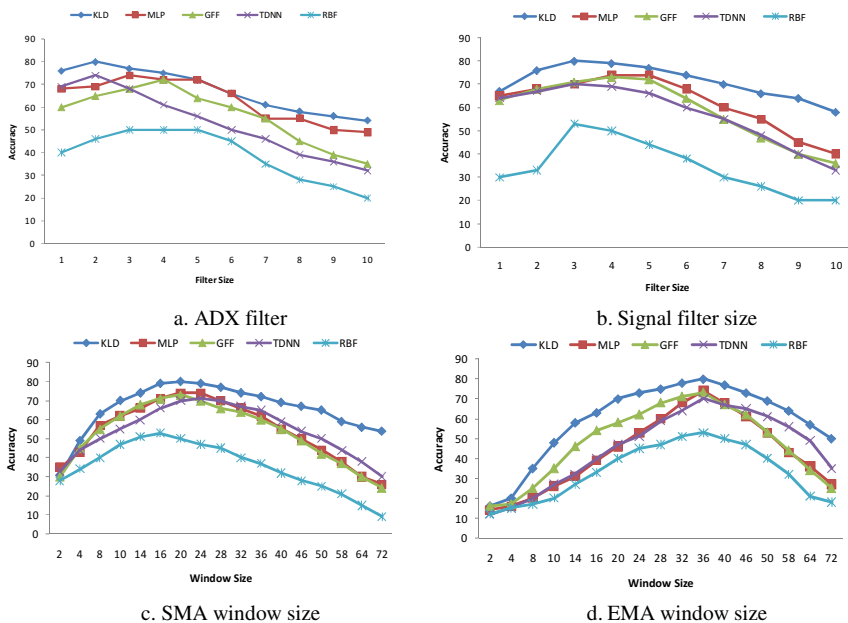 KLD MLP GFF TDNN RBF
90
80
70
60
50
40
30
20
10
0
Accuracy
1 2 3 4 5 6 7 8 9 10
Filter Size
a. ADX filter
KLD MLP GFF TDNN RBF
90
80
70
60
50
40
30
20
10
0
Accuracy
1 2 3 4 5 6 7 8 9 10
Filter Size
b. Signal filter size
KLD MLP GFF TDNN RBF
90
80
70
60
50
40
30
20
10
0
Accuraccy
2 4 8 10 14 16 20 24 28 32 36 40 46 50 58 64 72
Window Size
c. SMA window size
KLD MLP GFF TDNN RBF
90
80
70
60
50
40
30
20
10
0
Accuracy
2 4 8 10 14 16 20 24 28 32 36 40 46 50 58 64 72
Window Size
d. EMA window size